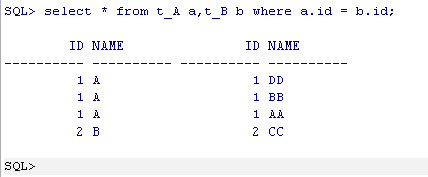 SQL> select * from t_A a,t_B b where a.id = b.id;
ID NAME ID NAME
---------- ---------- ---------- ----------
1 A 1 DD
1 A 1 BB
1 A 1 AA
2 B 2 CC
SQL>